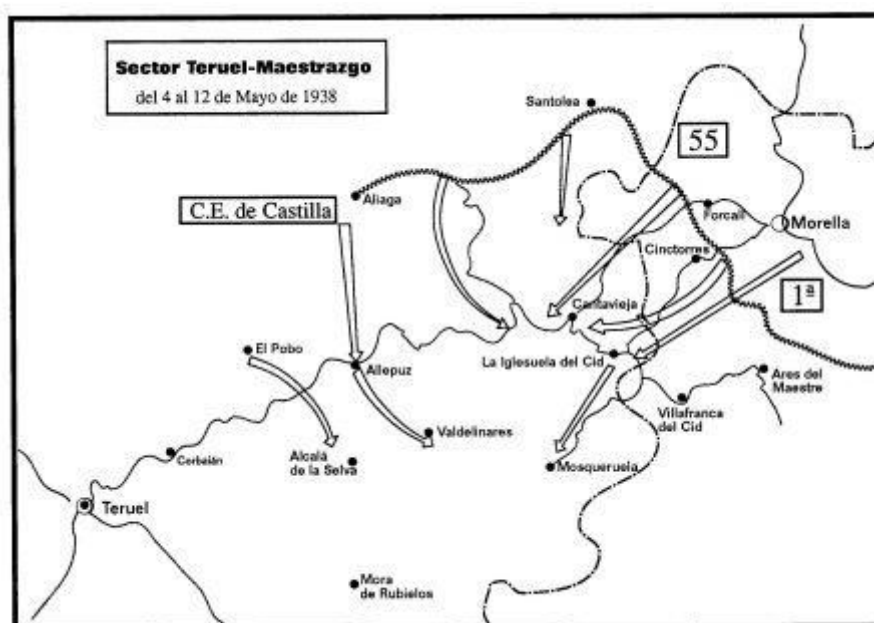 Sector Teruel-Maestrazgo
del 4 al 12 de Mayo de 1938
Santolea
55
Aliaga
C.E. de Castilla
Forcall
Morella
Cinctorres
1ª
Cantavieja
El Pobo
La Iglesuela del Cid
Allepuz
Ares del
Maestre
Villafranca
del Cid
Valdelinares
Corbalán
Alcalá
de la Selva
Mosqueruela
Teruel
Mora
de Rubielos